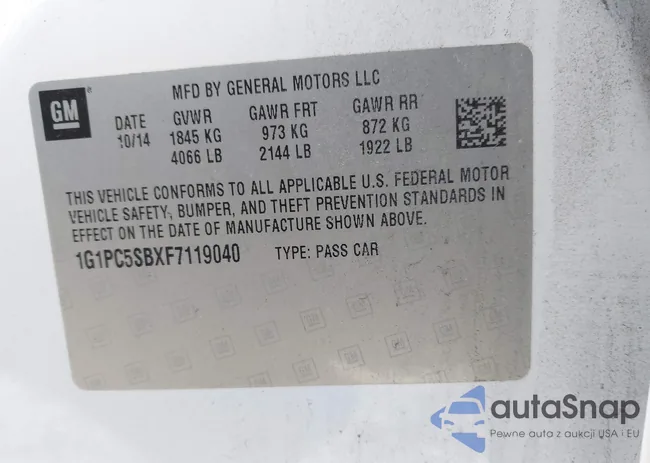 MFD BY GENERAL MOTORS LLC
GM
DATE GVWR GAWR FRT GAWR RR
10/14 1845 KG 973 KG 872 KG
4066 LB 2144 LB 1922 LB
THIS VEHICLE CONFORMS TO ALL APPLICABLE U.S. FEDERAL MOTOR
VEHICLE SAFETY, BUMPER, AND THEFT PREVENTION STANDARDS IN
EFFECT ON THE DATE OF MANUFACTURE SHOWN ABOVE.
1G1PC5SBXF7119040 TYPE: PASS CAR
autaSnap
Pewne auta z aukcji USA i EU